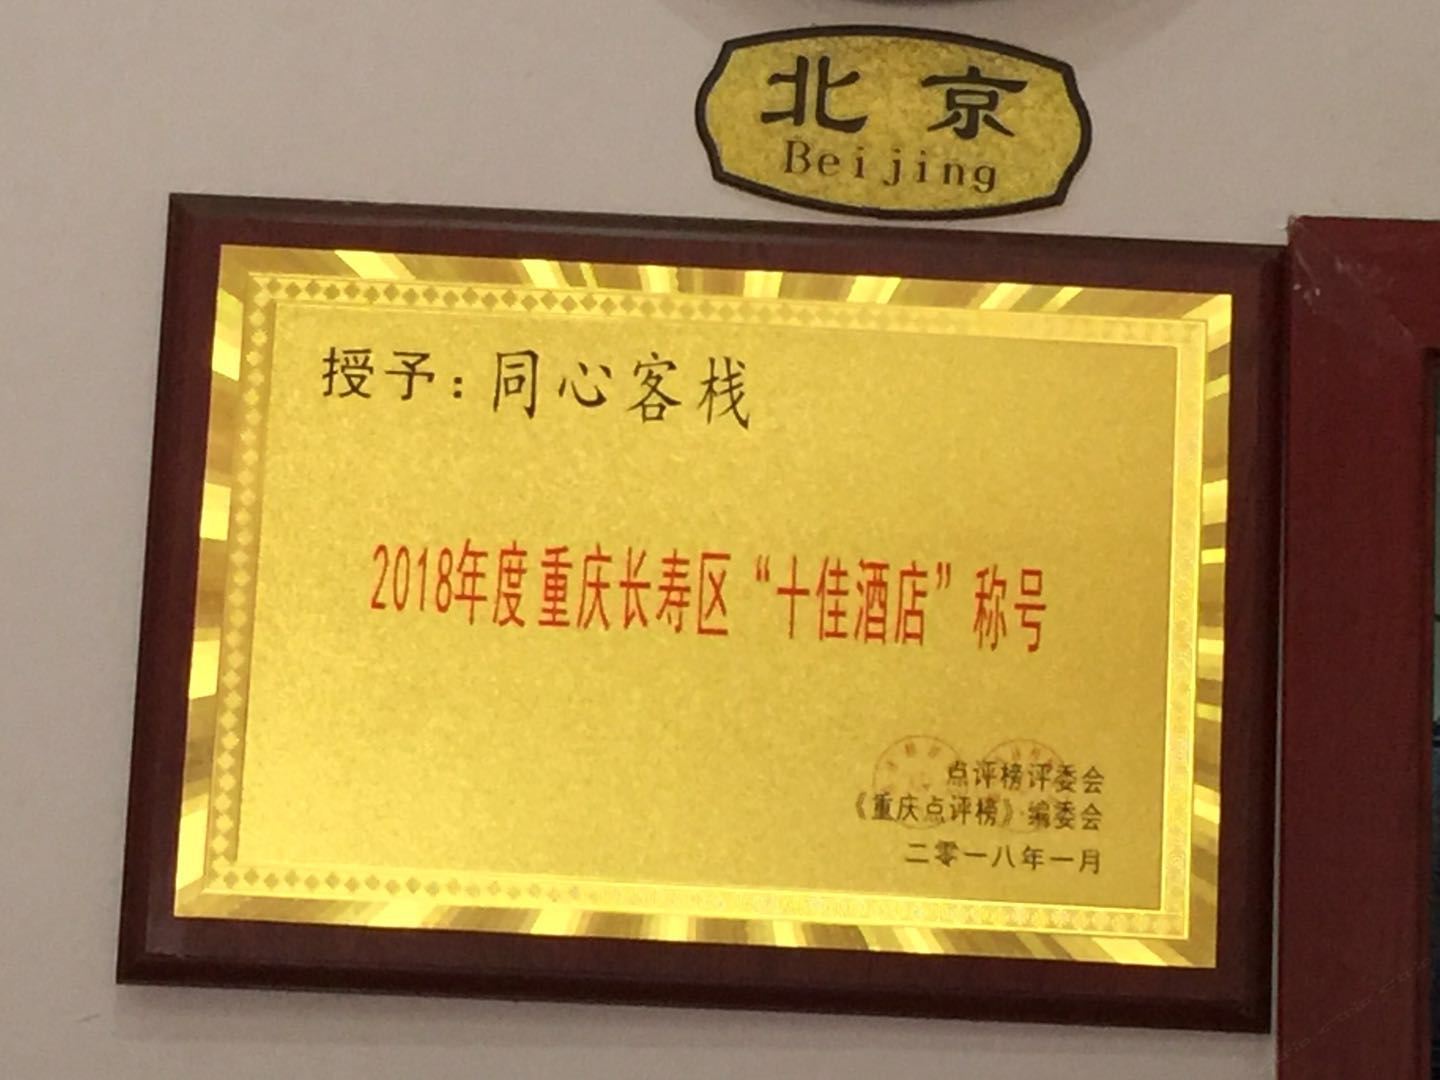 北京
Beijing
授予：同心客栈
2018年度重庆长寿区“十佳酒店”称号
点评榜评委会
《重庆点评榜》编委会
二零一八年一月